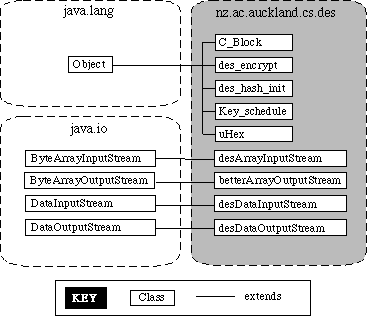 java.lang
nz.ac.auckland.cs.des
C_Block
Object
des_encrypt
des_hash_init
Key_schedule
java.io
uHex
ByteArrayInputStream
desArrayInputStream
ByteArrayOutputStream
betterArrayOutputStream
DataInputStream
desDataInputStream
DataOutputStream
desDataOutputStream
KEY
Class
extends